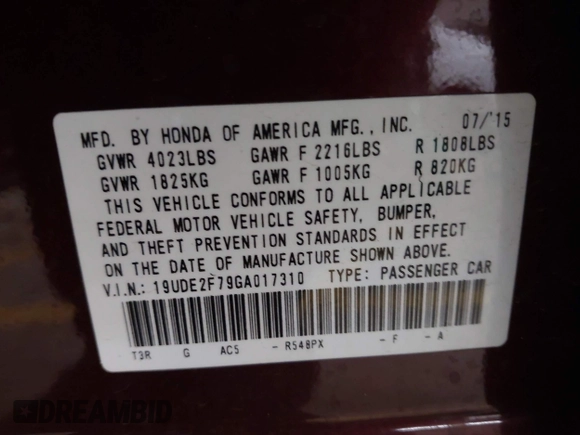 MFD. BY HONDA OF AMERICA MFG., INC. 07/'15
GVWR 4023LBS GAWR F 2216LBS R 1808LBS
GVWR 1825KG GAWR F 1005KG R 820KG
THIS VEHICLE CONFORMS TO ALL APPLICABLE
FEDERAL MOTOR VEHICLE SAFETY, BUMPER,
AND THEFT PREVENTION STANDARDS IN EFFECT
ON THE DATE OF MANUFACTURE SHOWN ABOVE.
V.I.N.: 19UDE2F79GA017310 TYPE: PASSENGER CAR
T3R G AC5 - R548PX - F - A
DREAMBID